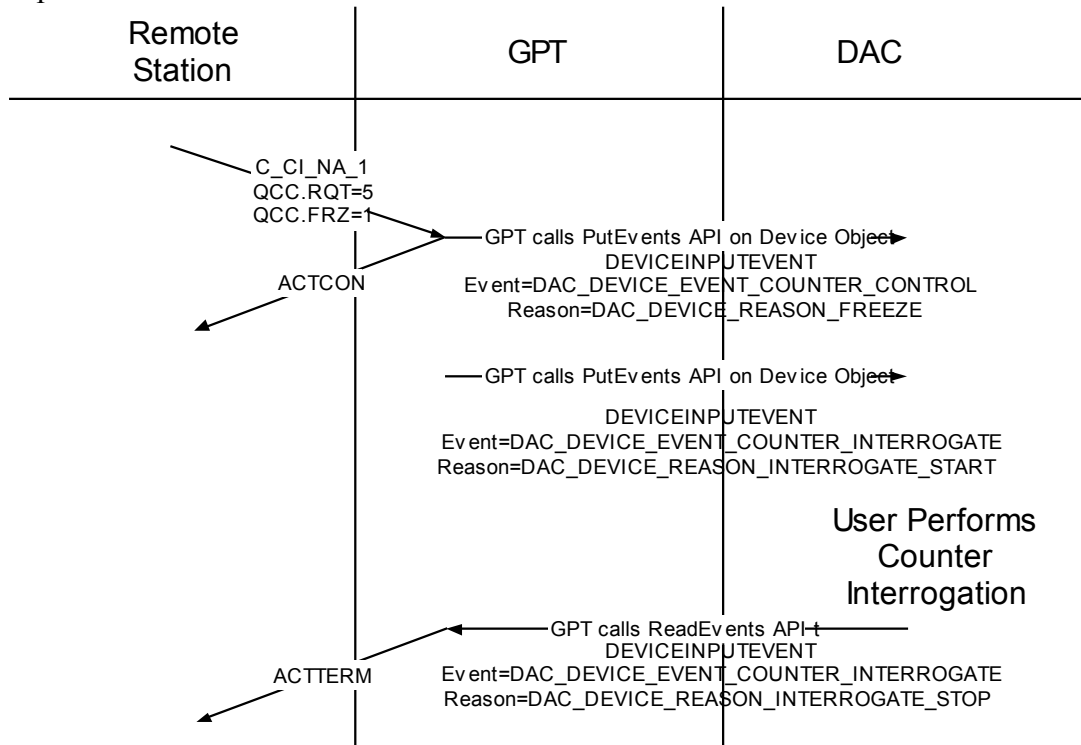 Remote
Station
GPT
DAC
C_CI_NA_1
QCC.RQT=5
QCC.FRZ=1
GPT calls PutEvents API on Device Object
DEVICEINPUTEVENT
Event=DAC_DEVICE_EVENT_COUNTER_CONTROL
Reason=DAC_DEVICE_REASON_FREEZE
ACTCON
GPT calls PutEvents API on Device Object
DEVICEINPUTEVENT
Event=DAC_DEVICE_EVENT_COUNTER_INTERROGATE
Reason=DAC_DEVICE_REASON_INTERROGATE_START
User Performs
Counter
Interrogation
GPT calls ReadEvents API t
DEVICEINPUTEVENT
Event=DAC_DEVICE_EVENT_COUNTER_INTERROGATE
Reason=DAC_DEVICE_REASON_INTERROGATE_STOP
ACTTERM